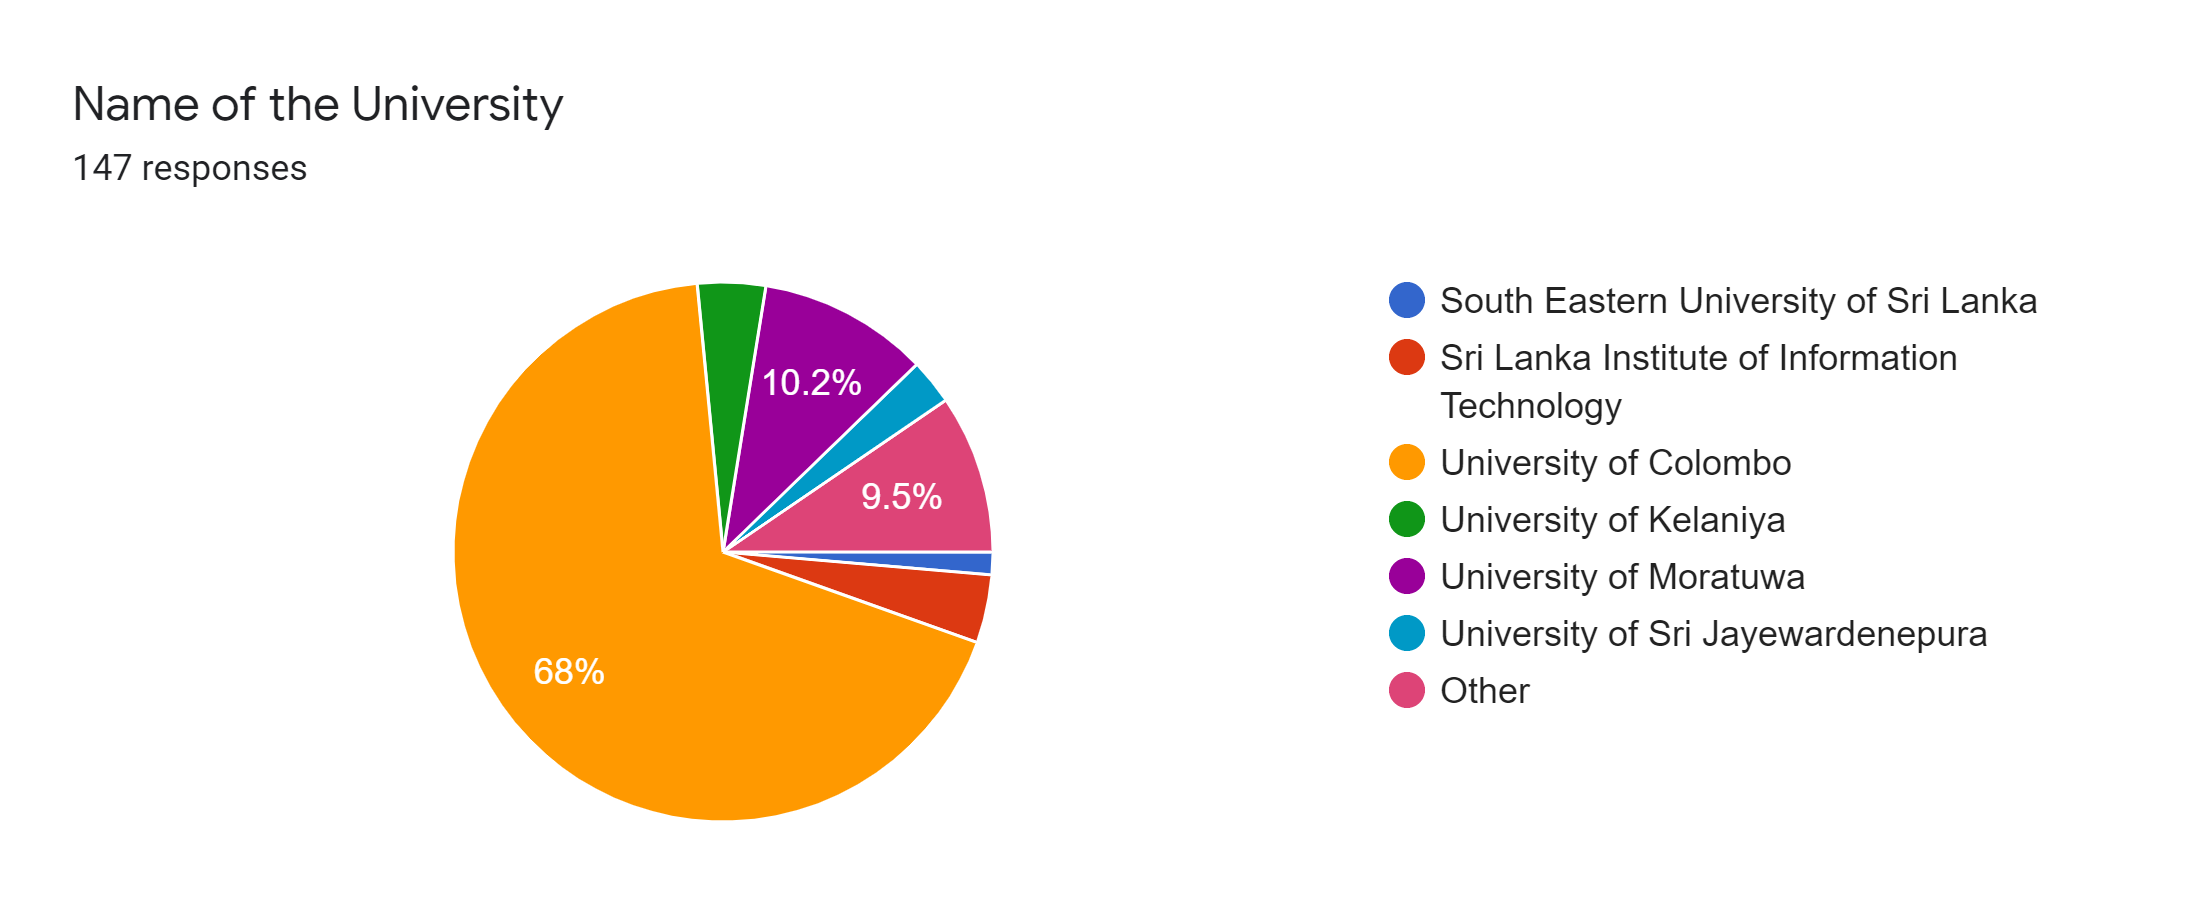 Name of the University
147 responses
10.2%
9.5%
68%
South Eastern University of Sri Lanka
Sri Lanka Institute of Information
Technology
University of Colombo
University of Kelaniya
University of Moratuwa
University of Sri Jayewardenepura
Other